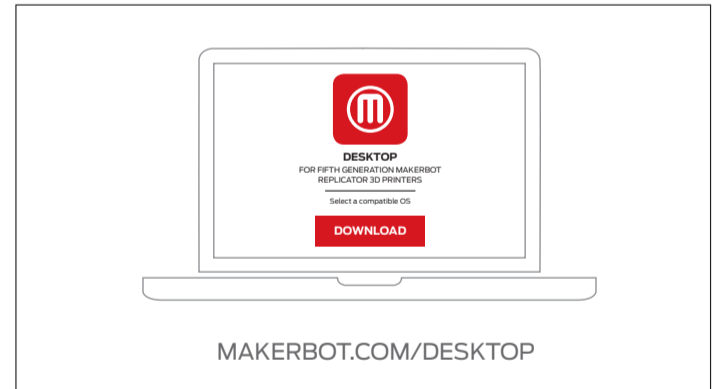 DESKTOP
FOR FIFTH GENERATION MAKERBOT
REPLICATOR 3D PRINTERS
Select a compatible OS
DOWNLOAD
MAKERBOT.COM/DESKTOP